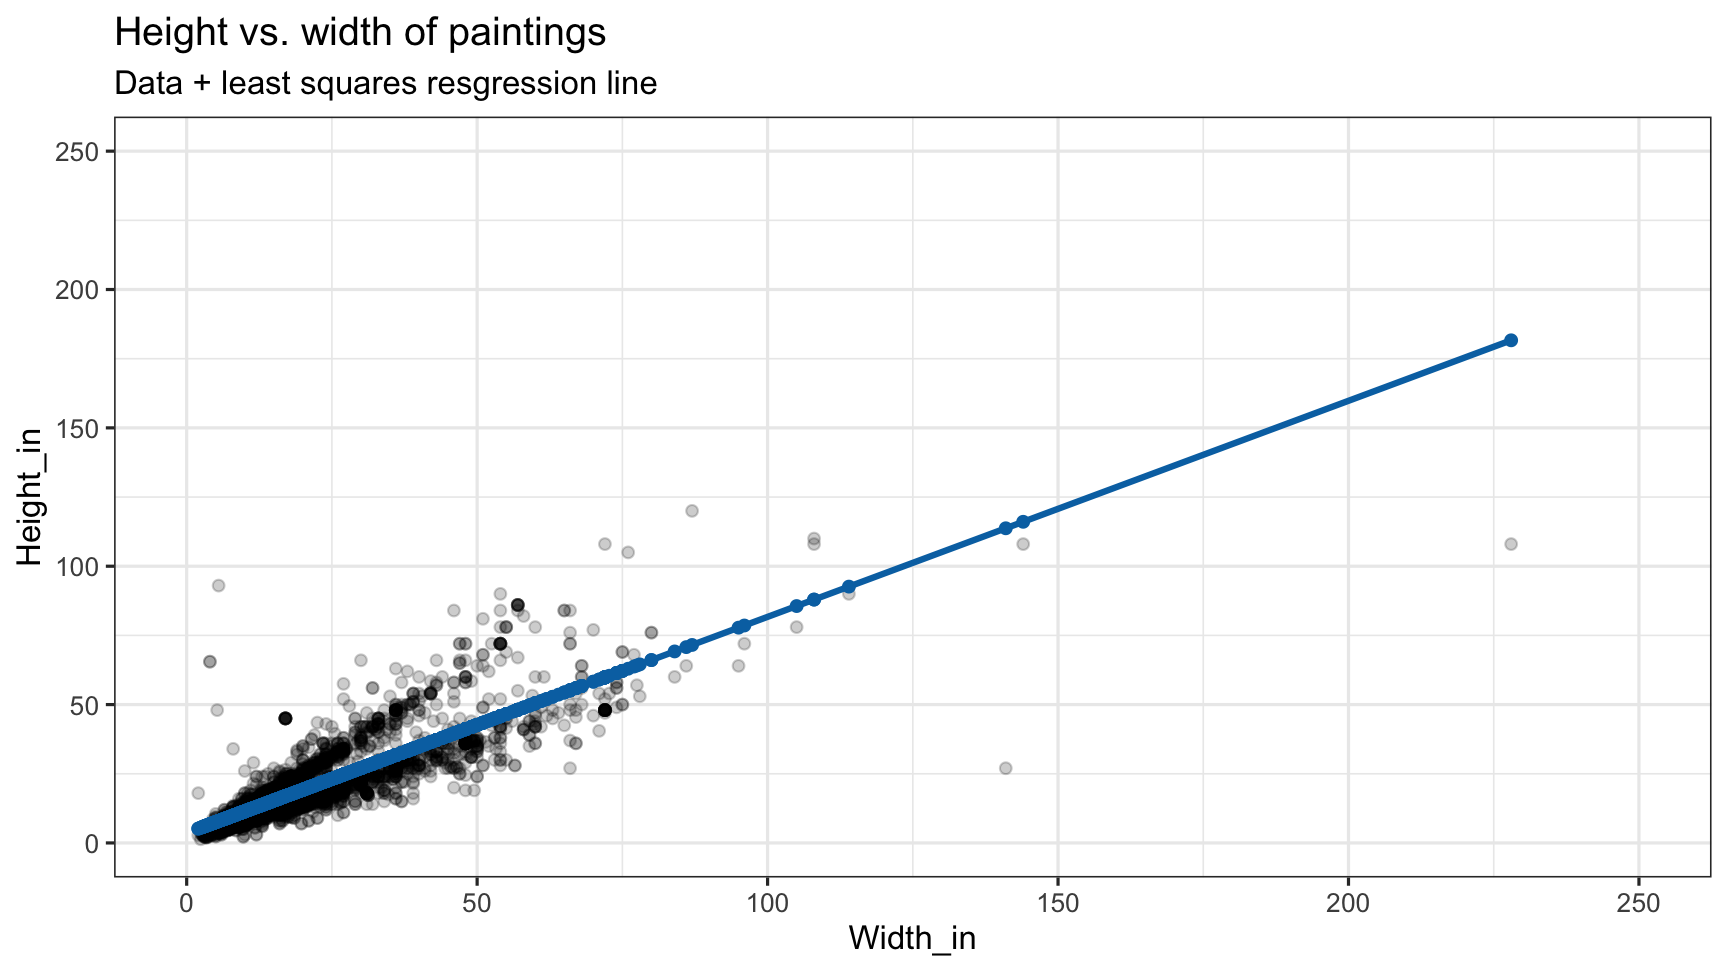 Height vs. width of paintings
Data + least squares resgression line
250
200
150
100
50
0
Height_in
0 50 100 150 200 250
Width_in